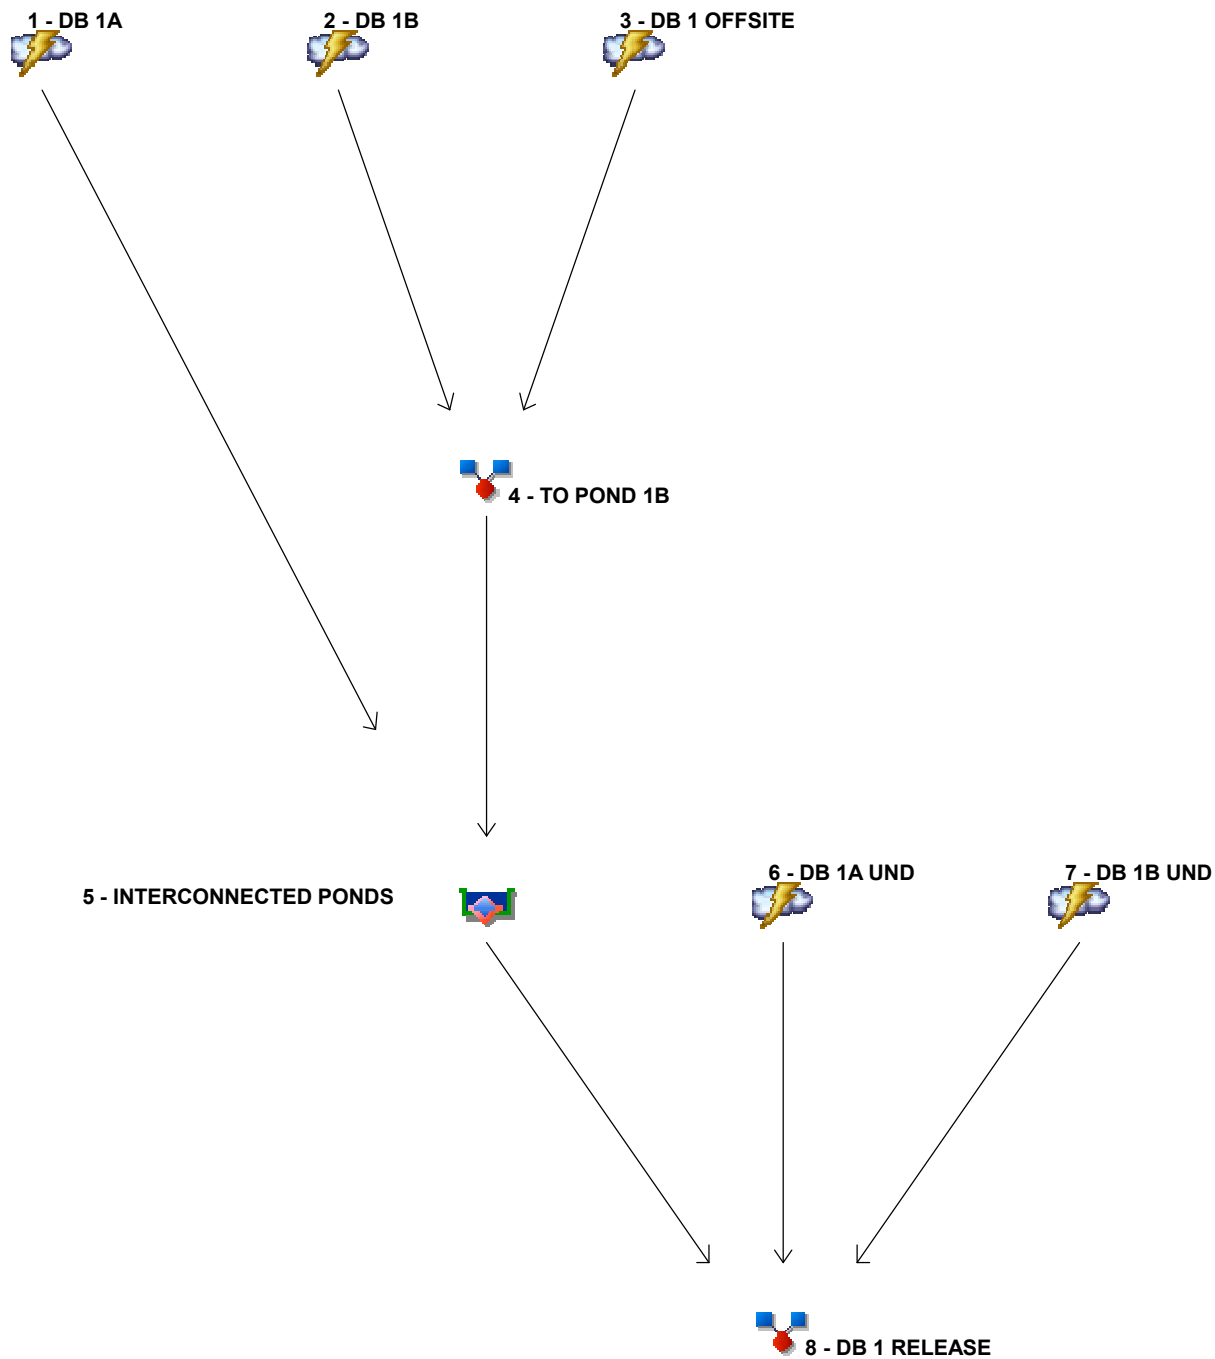 1 - DB 1A
2 - DB 1B
3 - DB 1 OFFSITE
4 - TO POND 1B
5 - INTERCONNECTED PONDS
6 - DB 1A UND
7 - DB 1B UND
8 - DB 1 RELEASE